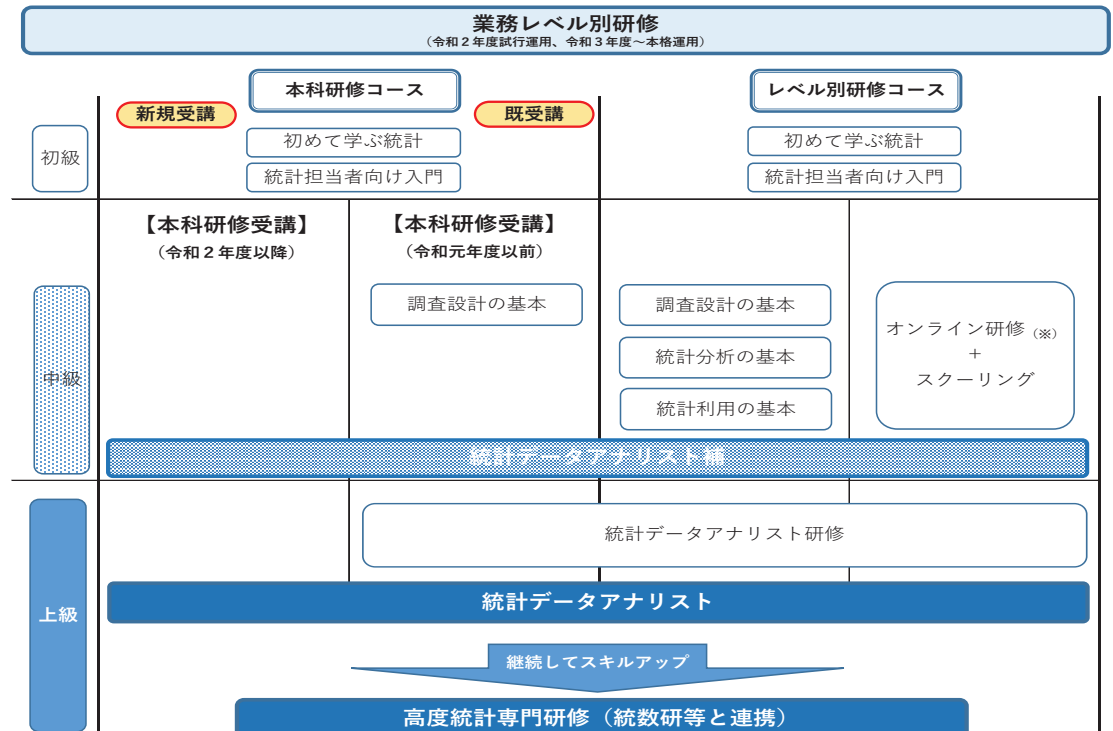 業務レベル別研修
（令和２年度試行運用、令和３年度～本格運用）
本科研修コース
レベル別研修コース
新規受講
既受講
初級
初めて学ぶ統計
統計担当者向け入門
初めて学ぶ統計
統計担当者向け入門
【本科研修受講】
（令和２年度以降）
【本科研修受講】
（令和元年度以前）
中級
調査設計の基本
調査設計の基本
統計分析の基本
統計利用の基本
オンライン研修（※）
＋
スクーリング
統計データアナリスト補
上級
統計データアナリスト研修
統計データアナリスト
継続してスキルアップ
高度統計専門研修（統数研等と連携）